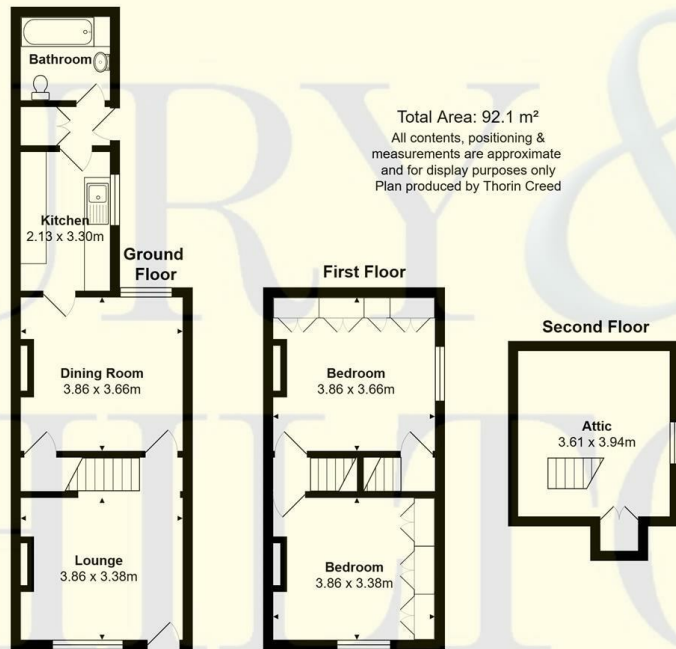 Bathroom
Total Area: 92.1 m²
All contents, positioning &
measurements are approximate
and for display purposes only
Plan produced by Thorin Creed
Kitchen
2.13 x 3.30m
Ground
Floor
First Floor
Second Floor
Dining Room
3.86 x 3.66m
Bedroom
3.86 x 3.66m
Attic
3.61 x 3.94m
Lounge
3.86 x 3.38m
Bedroom
3.86 x 3.38m
URY&
HILTO